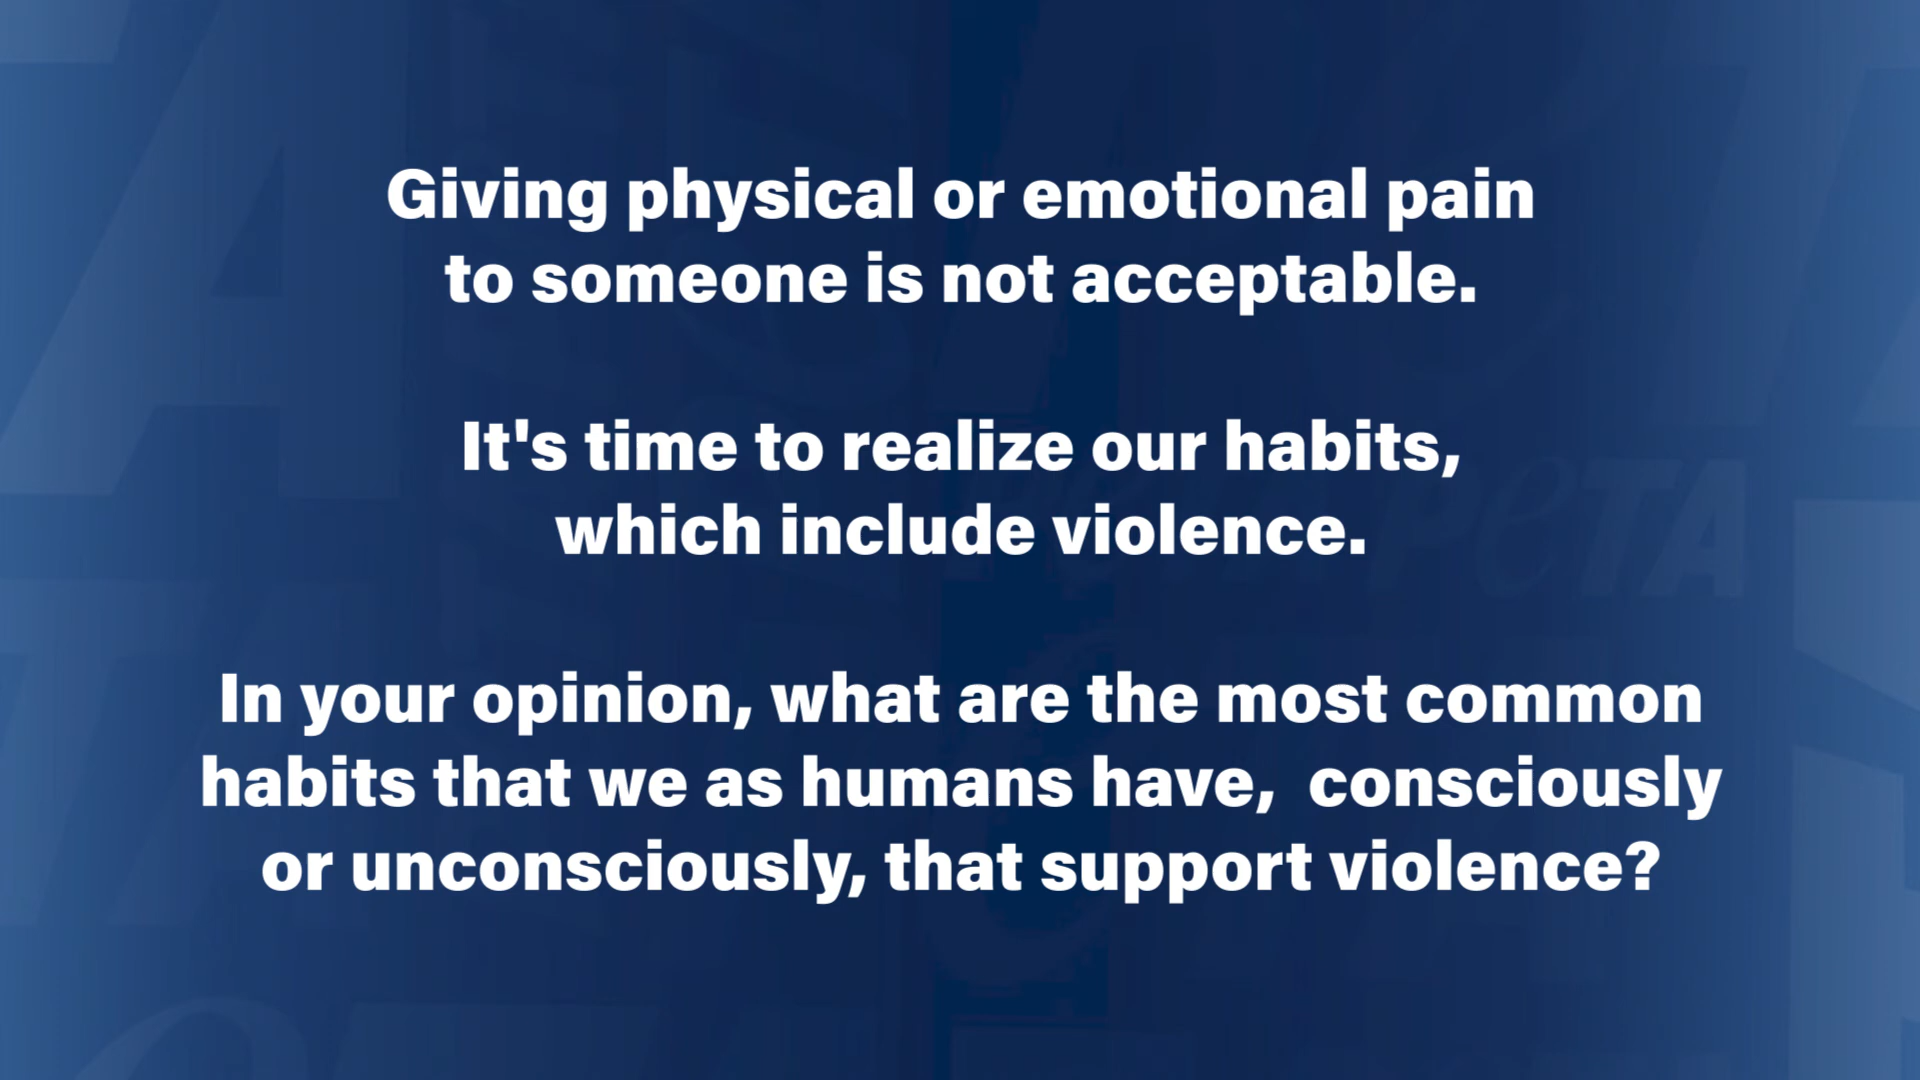 Giving physical or emotional pain
to someone is not acceptable.
It's time to realize our habits,
which include violence.
PETA
In your opinion, what are the most common
habits that we as humans have,  consciously
or unconsciously, that support violence?